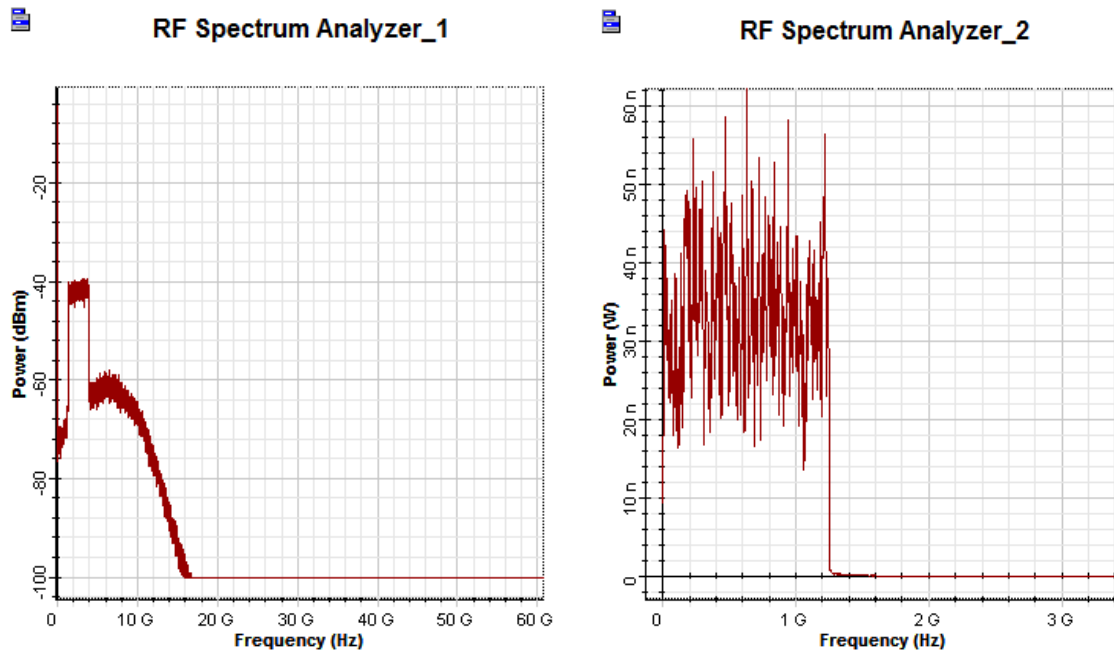 RF Spectrum Analyzer_1
Power (dBm)
-20
-40
-60
-80
-100
0 10 G 20 G 30 G 40 G 50 G 60 G
Frequency (Hz)
RF Spectrum Analyzer_2
Power (W)
60 n
50 n
40 n
30 n
20 n
10 n
0
0 1 G 2 G 3 G
Frequency (Hz)